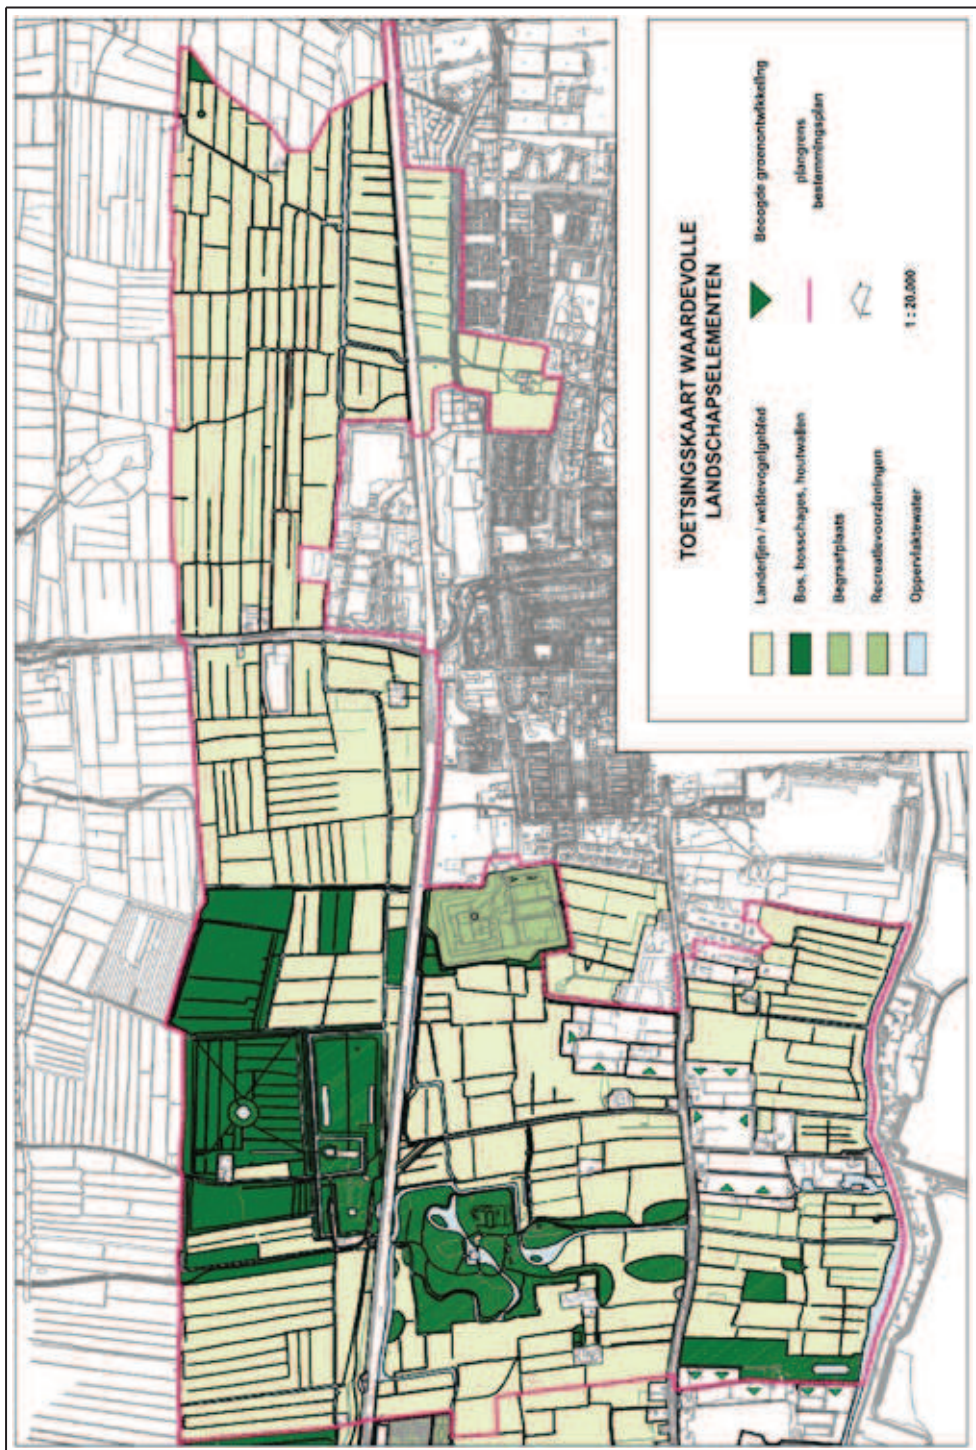 TOETSINGSKAART WAARDEVOLLE
LANDSCHAPSELEMENTEN
Landerijen / weidevogelgebied
Bos, bosschages, houtwallen
Begraafplaats
Recreatievoorzieningen
Oppervlaktewater
Beoogde groenontwikkeling
plangrens
bestemmingsplan
1 : 20.000